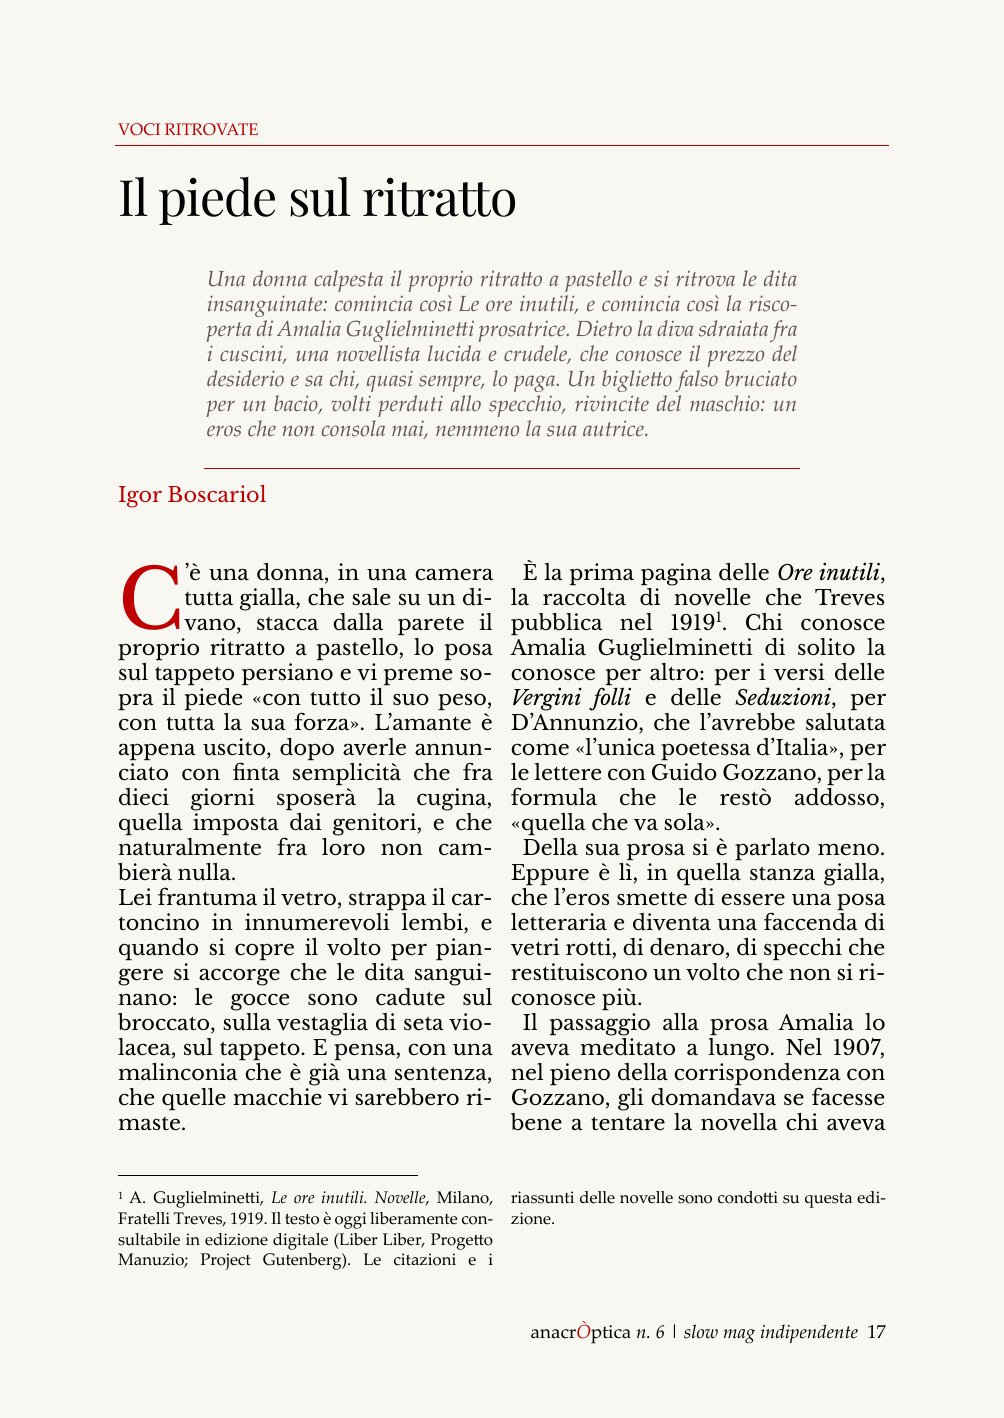 VOCI RITROVATE
Il piede sul ritratto
Una donna calpesta il proprio ritratto a pastello e si ritrova le dita
insanguinate: comincia così Le ore inutili, e comincia così la risco-
perta di Amalia Guglielminetti prosatrice. Dietro la diva sdraiata fra
i cuscini, una novellista lucida e crudele, che conosce il prezzo del
desiderio e sa chi, quasi sempre, lo paga. Un biglietto falso bruciato
per un bacio, volti perduti allo specchio, rivincite del maschio: un
eros che non consola mai, nemmeno la sua autrice.
Igor Boscariol
C’è una donna, in una camera
tutta gialla, che sale su un di-
vano, stacca dalla parete il
proprio ritratto a pastello, lo posa
sul tappeto persiano e vi preme so-
pra il piede «con tutto il suo peso,
con tutta la sua forza». L’amante è
appena uscito, dopo averle annun-
ciato con finta semplicità che fra
dieci giorni sposerà la cugina,
quella imposta dai genitori, e che
naturalmente fra loro non cam-
bierà nulla.
Lei frantuma il vetro, strappa il car-
toncino in innumerevoli lembi, e
quando si copre il volto per pian-
gere si accorge che le dita sangui-
nano: le gocce sono cadute sul
broccato, sulla vestaglia di seta vio-
lacea, sul tappeto. E pensa, con una
malinconia che è già una sentenza,
che quelle macchie vi sarebbero ri-
maste.
È la prima pagina delle Ore inutili,
la raccolta di novelle che Treves
pubblica nel 1919¹. Chi conosce
Amalia Guglielminetti di solito la
conosce per altro: per i versi delle
Vergini folli e delle Seduzioni, per
D’Annunzio, che l’avrebbe salutata
come «l’unica poetessa d’Italia», per
le lettere con Guido Gozzano, per la
formula che le restò addosso,
«quella che va sola».
Della sua prosa si è parlato meno.
Eppure è lì, in quella stanza gialla,
che l’eros smette di essere una posa
letteraria e diventa una faccenda di
vetri rotti, di denaro, di specchi che
restituiscono un volto che non si ri-
conosce più.
Il passaggio alla prosa Amalia lo
aveva meditato a lungo. Nel 1907,
nel pieno della corrispondenza con
Gozzano, gli domandava se facesse
bene a tentare la novella chi aveva
¹ A. Guglielminetti, Le ore inutili. Novelle, Milano,
Fratelli Treves, 1919. Il testo è oggi liberamente con-
sultabile in edizione digitale (Liber Liber, Progetto
Manuzio; Project Gutenberg). Le citazioni e i
riassunti delle novelle sono condotti su questa edi-
zione.
anacrÒptica n. 6 | slow mag indipendente 17